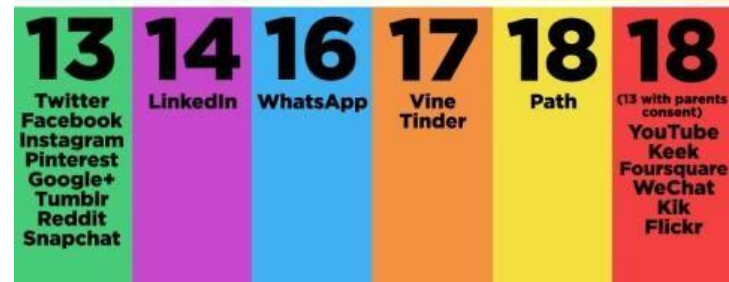 13
Twitter
Facebook
Instagram
Pinterest
Google+
Tumblr
Reddit
Snapchat
14
LinkedIn
16
WhatsApp
17
Vine
Tinder
18
Path
18
(13 with parents
consent)
YouTube
Keek
Foursquare
WeChat
Kik
Flickr